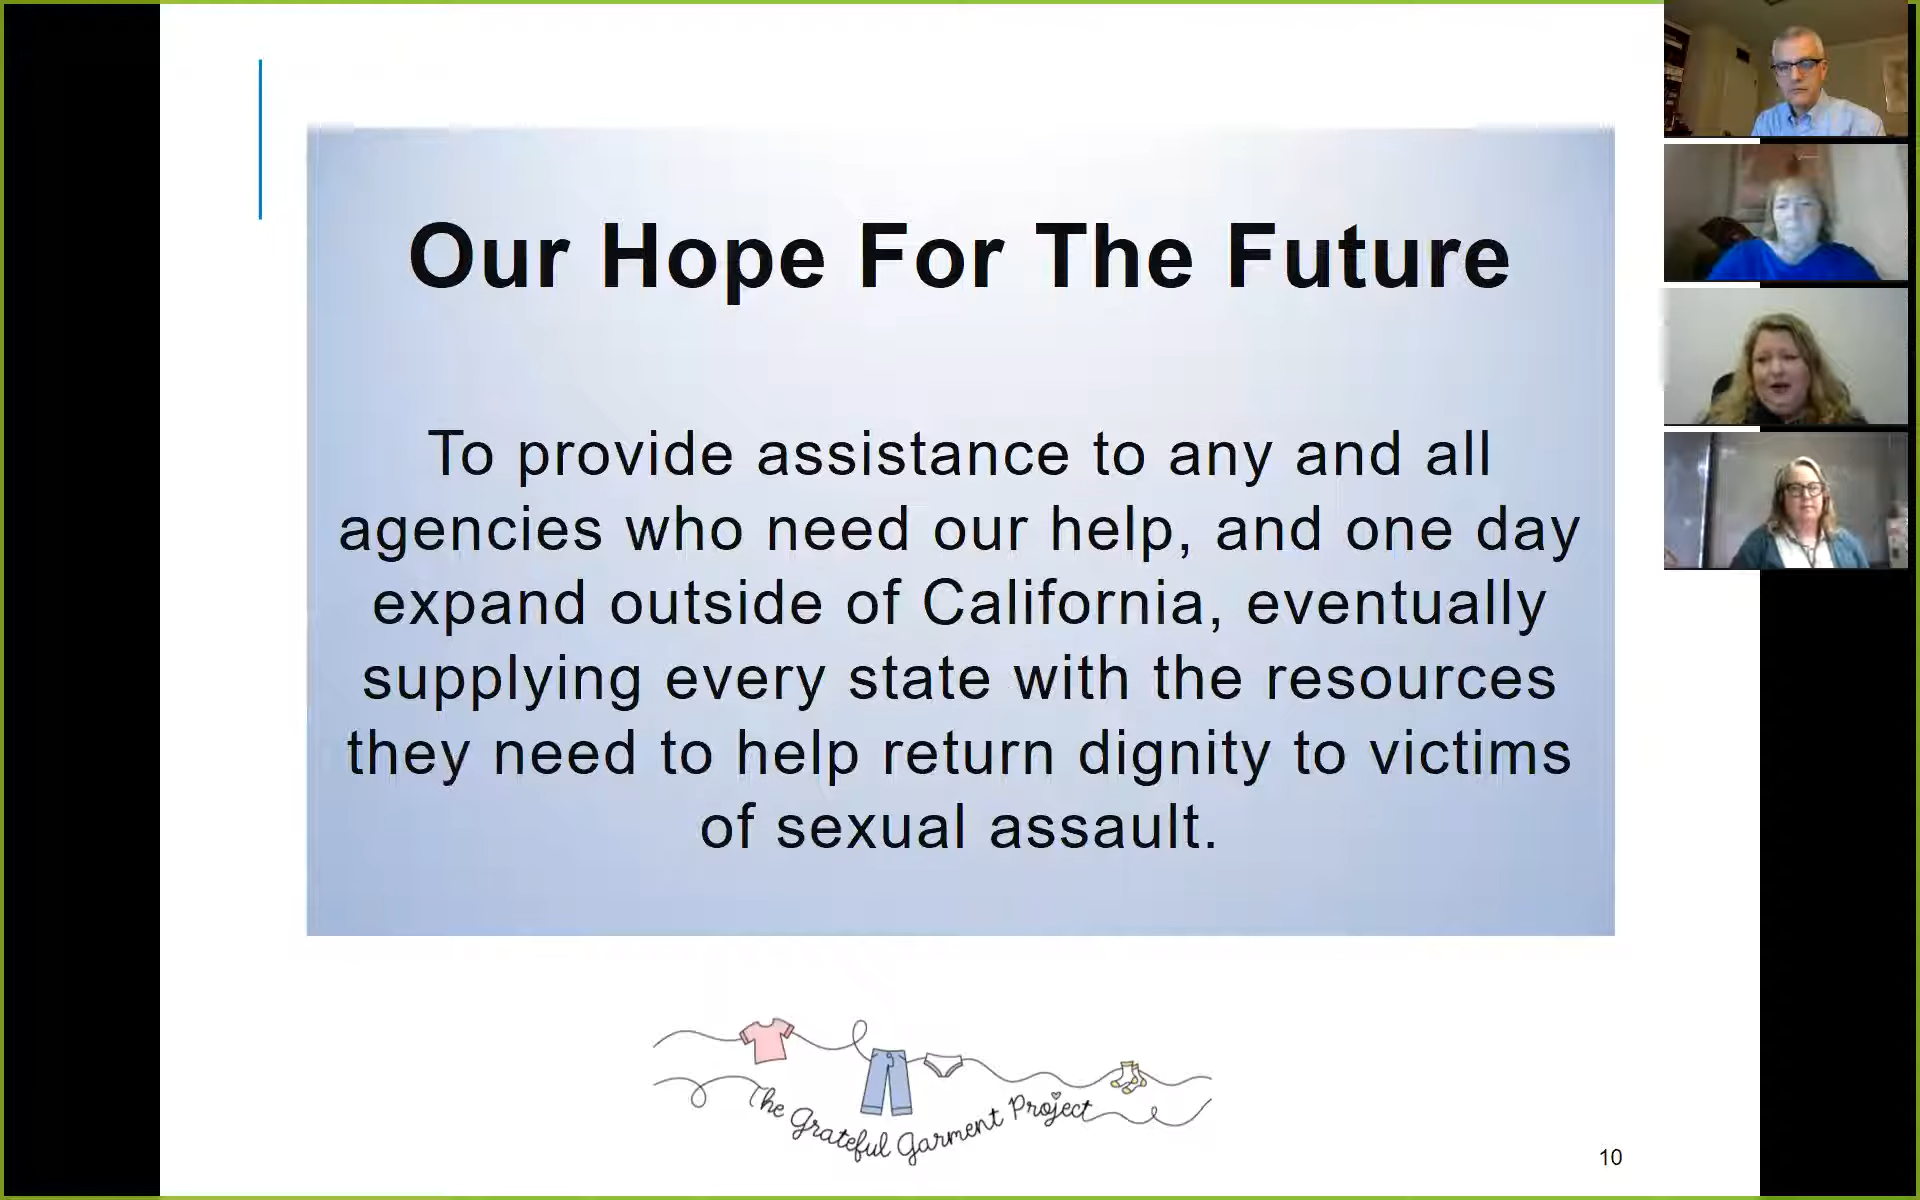 Our Hope For The Future
To provide assistance to any and all
agencies who need our help, and one day
expand outside of California, eventually
supplying every state with the resources
they need to help return dignity to victims
of sexual assault.
The Grateful Garment Project
10